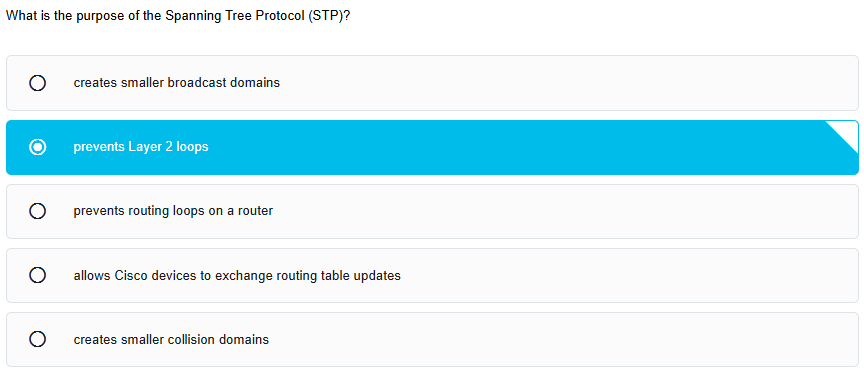 What is the purpose of the Spanning Tree Protocol (STP)?
creates smaller broadcast domains
prevents Layer 2 loops
prevents routing loops on a router
allows Cisco devices to exchange routing table updates
creates smaller collision domains